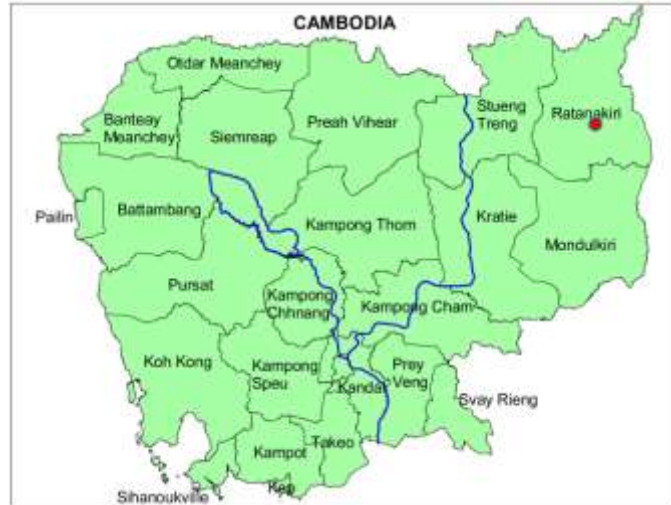 CAMBODIA
Otdar Meanchey
Banteay
Meanchey
Siemreap
Preah Vihear
Stueng
Treng
Ratanakiri
Pailin
Battambang
Kampong Thom
Kratie
Mondulkiri
Pursat
Kampong
Chhnang
Kampong Cham
Koh Kong
Kampong
Speu
Kandal
Prey
Veng
Svay Rieng
Takeo
Kampot
Kep
Sihanoukville